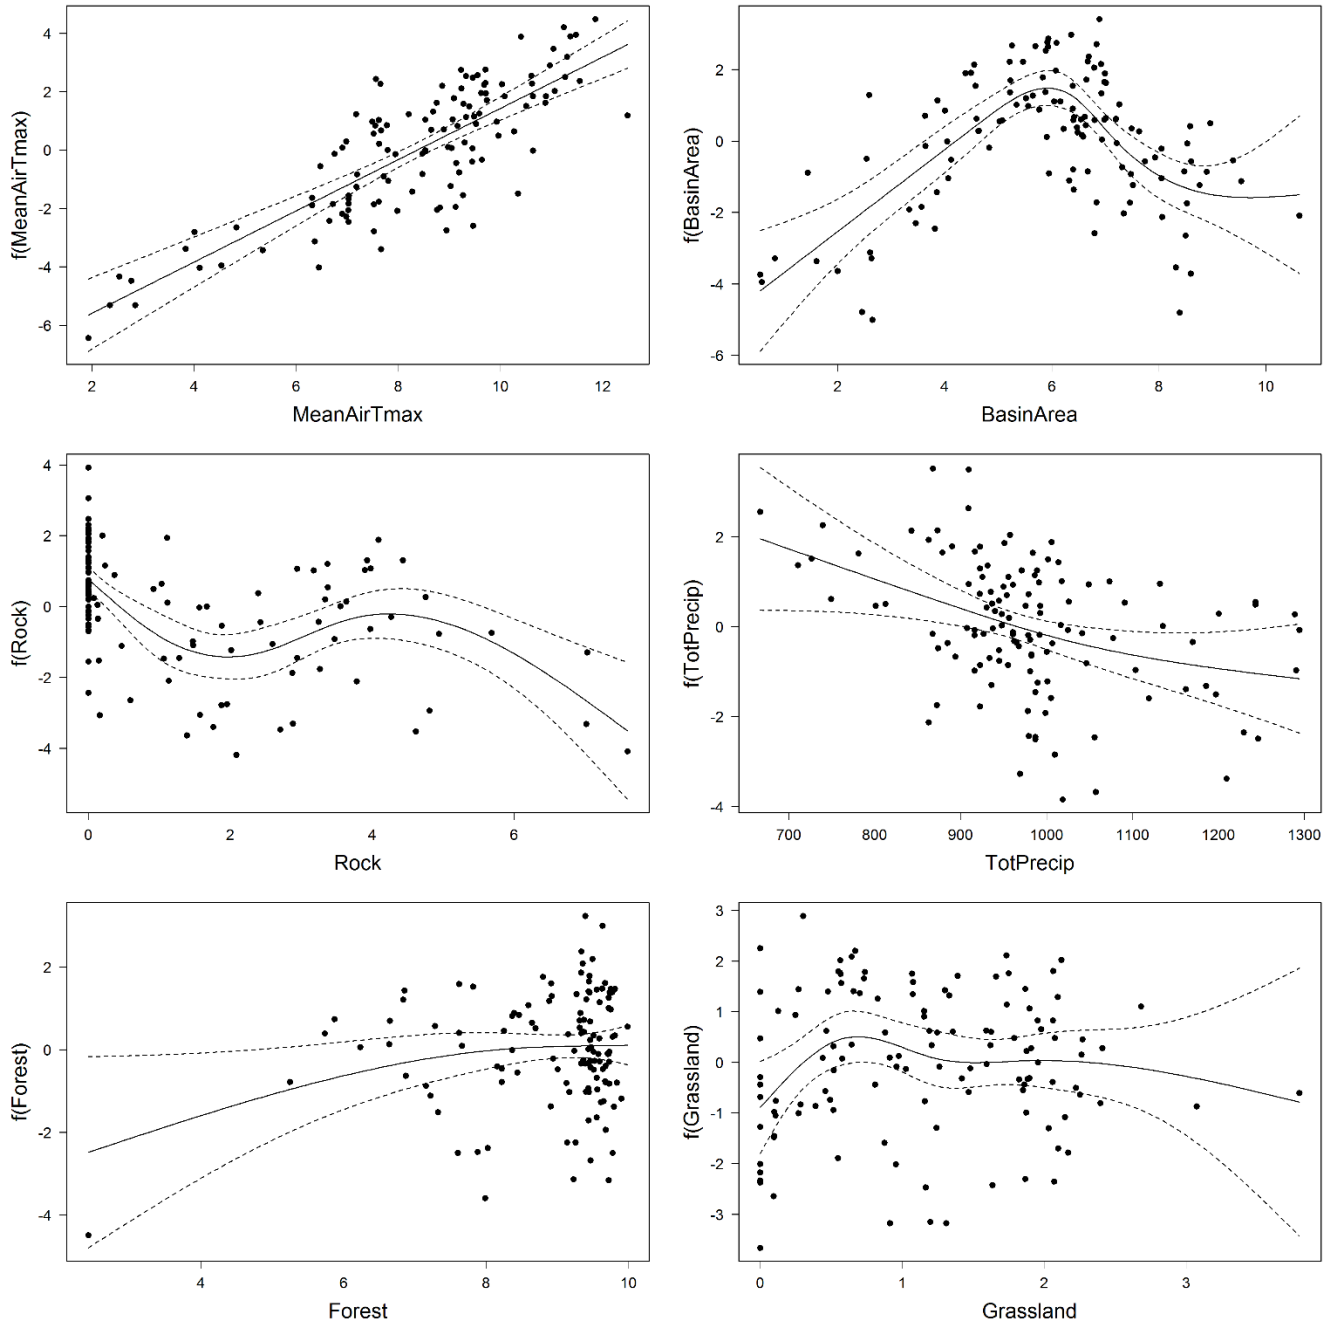 4
2
0
-2
-4
-6
f(MeanAirTmax)
2 4 6 8 10 12
MeanAirTmax
2
0
-2
-4
-6
f(BasinArea)
2 4 6 8 10
BasinArea
4
2
0
-2
-4
f(Rock)
0 2 4 6
Rock
2
0
-2
-4
f(TotPrecip)
700 800 900 1000 1100 1200 1300
TotPrecip
2
0
-2
-4
f(Forest)
4 6 8 10
Forest
3
2
1
0
-1
-2
-3
f(Grassland)
0 1 2 3
Grassland